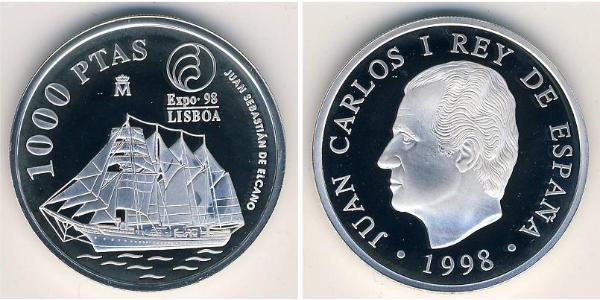 1000 PTAS
M
Expo·98
LISBOA
JUAN SEBASTIÁN DE ELCANO
JUAN CARLOS I REY DE ESPAÑA
· 1998 ·